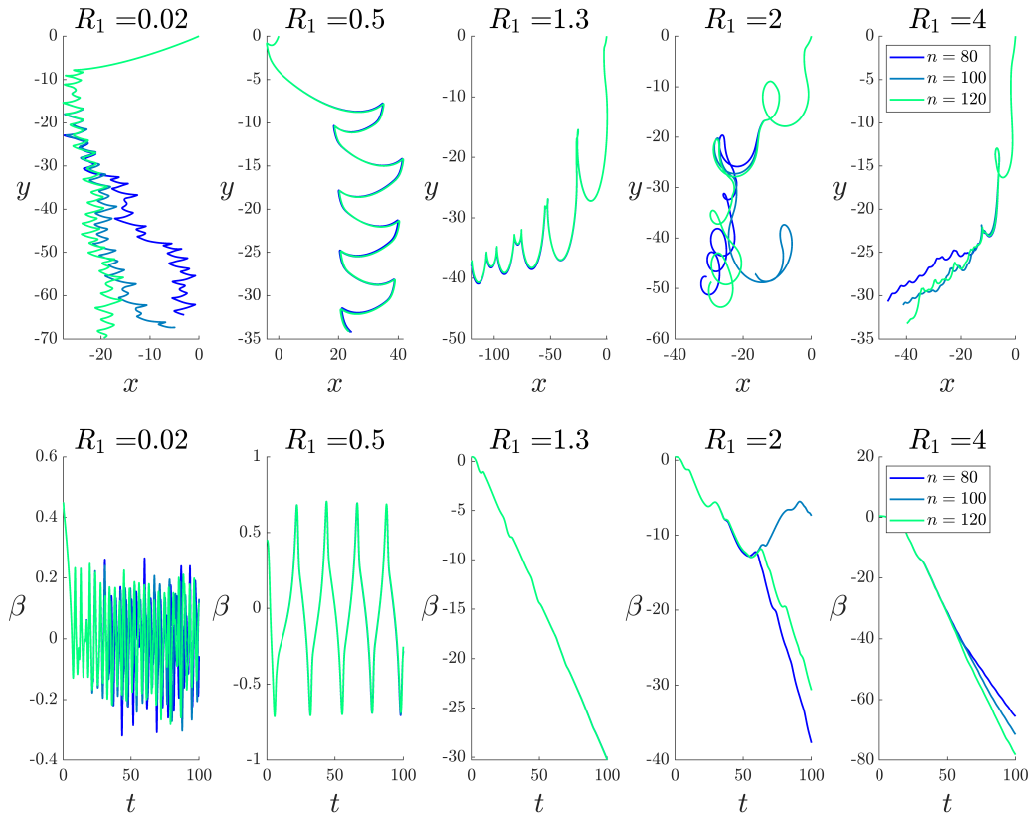 R₁ =0.02 R₁ =0.5 R₁ =1.3 R₁ =2 R₁ =4
n = 80
n = 100
n = 120
0 -10 -20 -30 -40 -50 -60 -70
y
-20 -10 0
x
0 -5 -10 -15 -20 -25 -30 -35
y
0 20 40
x
0 -10 -20 -30 -40 -50
y
-100 -50 0
x
0 -10 -20 -30 -40 -50 -60
y
-40 -20 0
x
0 -5 -10 -15 -20 -25 -30 -35
y
-40 -20 0
x
R₁ =0.02 R₁ =0.5 R₁ =1.3 R₁ =2 R₁ =4
n = 80
n = 100
n = 120
0.6 0.4 0.2 0 -0.2 -0.4
β
0 50 100
t
1 0.5 0 -0.5 -1
β
0 50 100
t
0 -5 -10 -15 -20 -25 -30
β
0 50 100
t
0 -10 -20 -30 -40
β
0 50 100
t
20 0 -20 -40 -60 -80
β
0 50 100
t